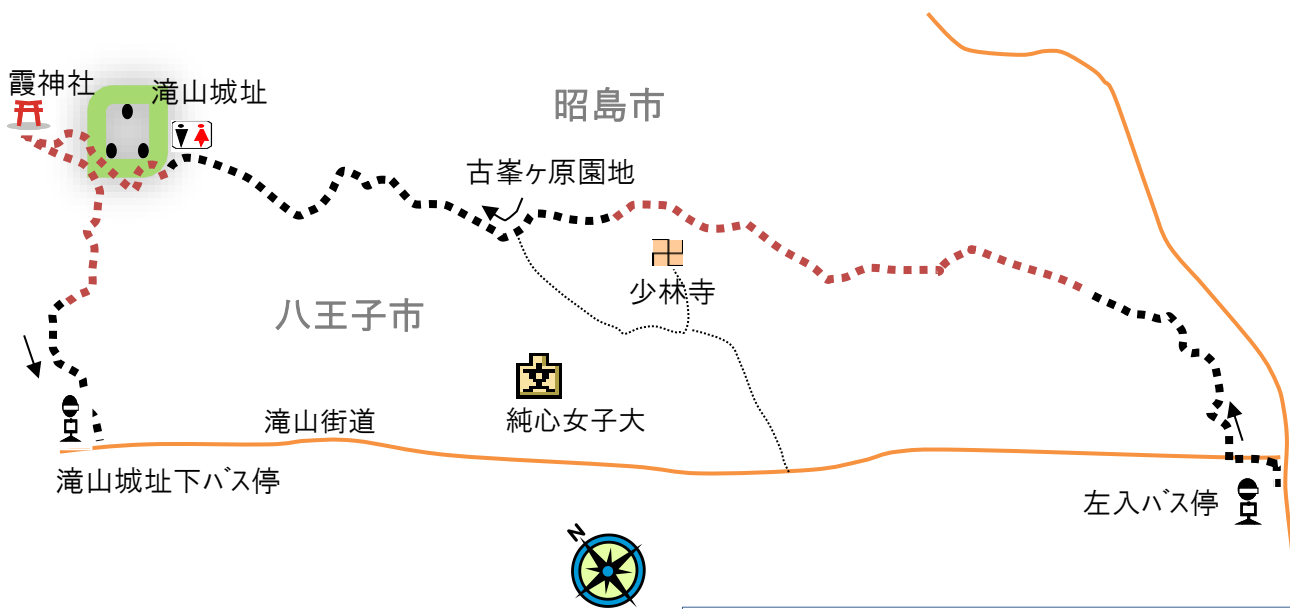 霞神社
滝山城址
昭島市
古峯ヶ原園地
少林寺
八王子市
純心女子大
滝山街道
滝山城址下バス停
左入バス停
N